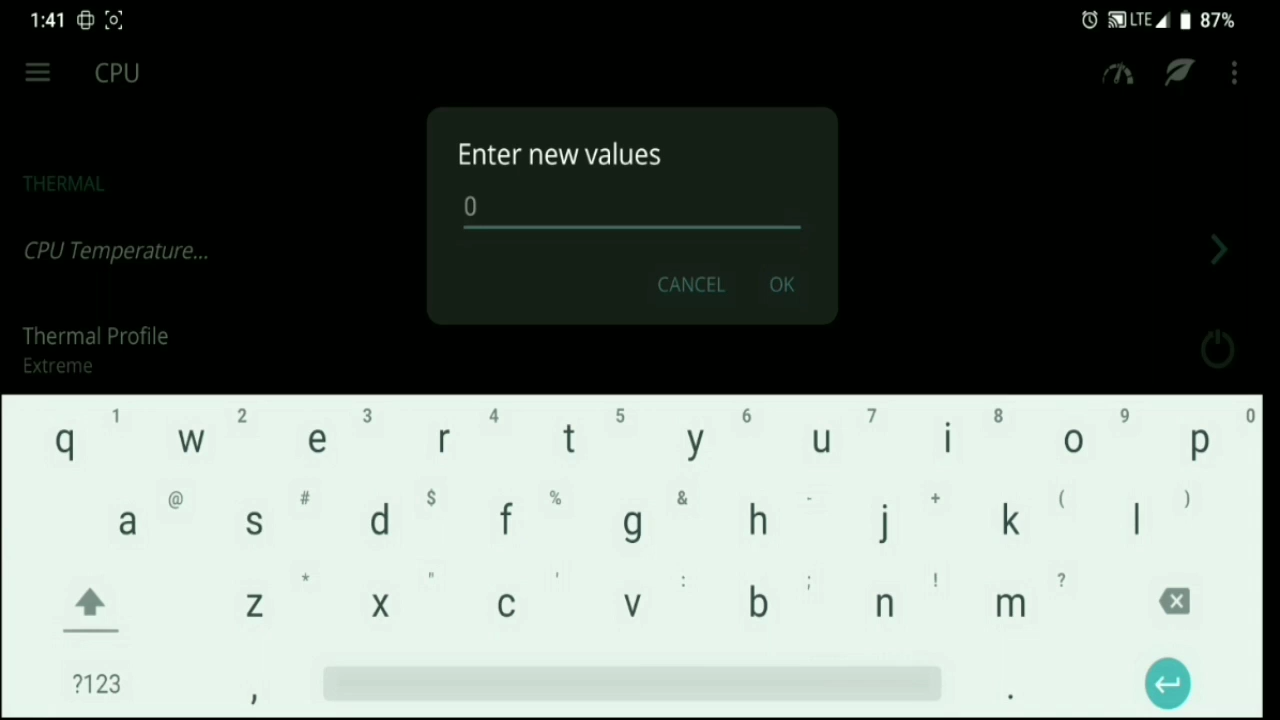 1:41 LTE 87%
CPU
Enter new values
THERMAL
0
CPU Temperature...
CANCEL OK
Thermal Profile
Extreme
1 2 3 4 5 6 7 8 9 0
q w e r t y u i o p
@ # $ % & - + ( )
a s d f g h j k l
* " ' : ; ! ?
z x c v b n m
?123 , .